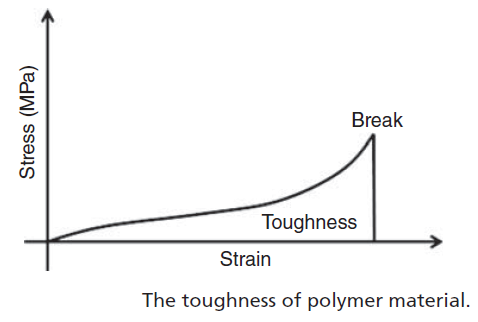 Stress (MPa)
Break
Toughness
Strain
The toughness of polymer material.